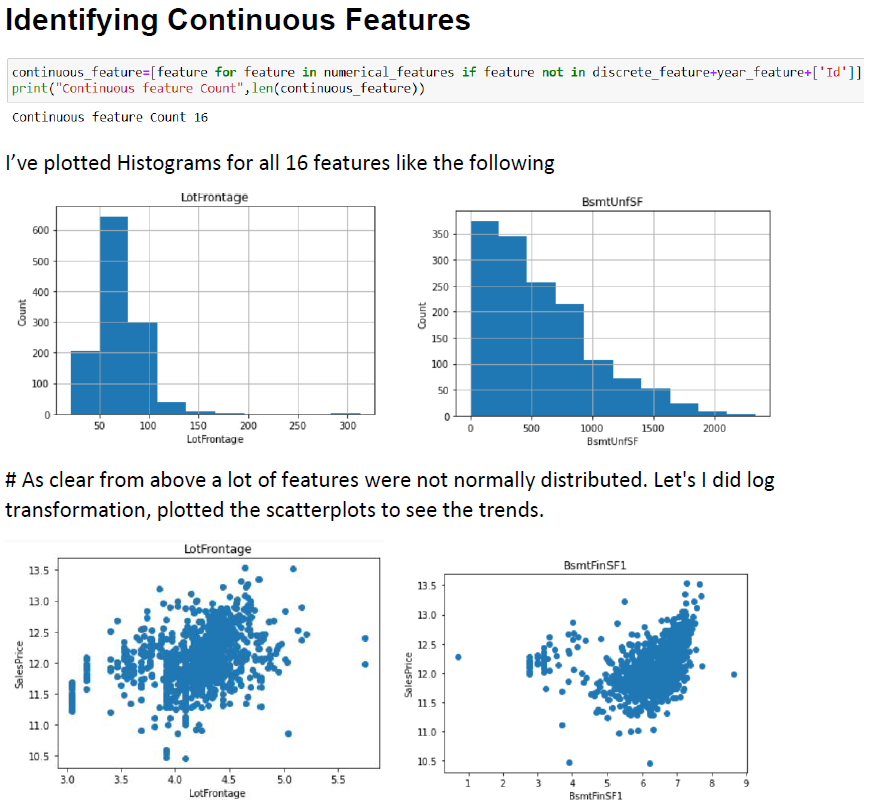 Identifying Continuous Features
continuous_feature=[feature for feature in numerical_features if feature not in discrete_feature+year_feature+['Id']]
print("Continuous feature Count",len(continuous_feature))
Continuous feature Count 16
I've plotted Histograms for all 16 features like the following
LotFrontage
600
500
400
300
200
100
0
Count
50 100 150 200 250 300
LotFrontage
BsmtUnfSF
350
300
250
200
150
100
50
0
Count
0 500 1000 1500 2000
BsmtUnfSF
# As clear from above a lot of features were not normally distributed. Let's I did log
transformation, plotted the scatterplots to see the trends.
LotFrontage
13.5
13.0
12.5
12.0
11.5
11.0
10.5
SalesPrice
3.0 3.5 4.0 4.5 5.0 5.5
LotFrontage
BsmtFinSF1
13.5
13.0
12.5
12.0
11.5
11.0
10.5
SalesPrice
1 2 3 4 5 6 7 8 9
BsmtFinSF1